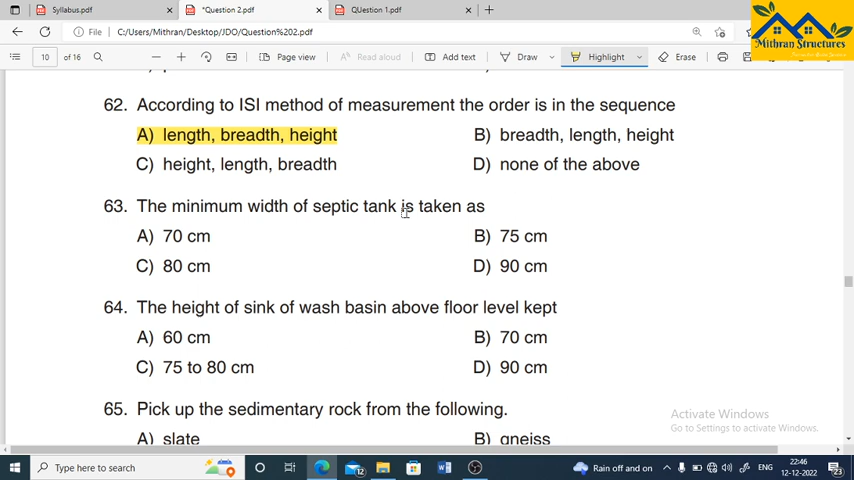 Syllabus.pdf
*Question 2.pdf
QUestion 1.pdf
File
C:/Users/Mithran/Desktop/JDO/Question%202.pdf
Mithran Structures
10 of 16
Page view
Read aloud
Add text
Draw
Highlight
Erase
62. According to ISI method of measurement the order is in the sequence
A) length, breadth, height
B) breadth, length, height
C) height, length, breadth
D) none of the above
63. The minimum width of septic tank is taken as
A) 70 cm
B) 75 cm
C) 80 cm
D) 90 cm
64. The height of sink of wash basin above floor level kept
A) 60 cm
B) 70 cm
C) 75 to 80 cm
D) 90 cm
65. Pick up the sedimentary rock from the following.
A) slate
B) gneiss
Activate Windows
Go to Settings to activate Windows.
Type here to search
12
Rain off and on
ENG
22:46
12-12-2022
23